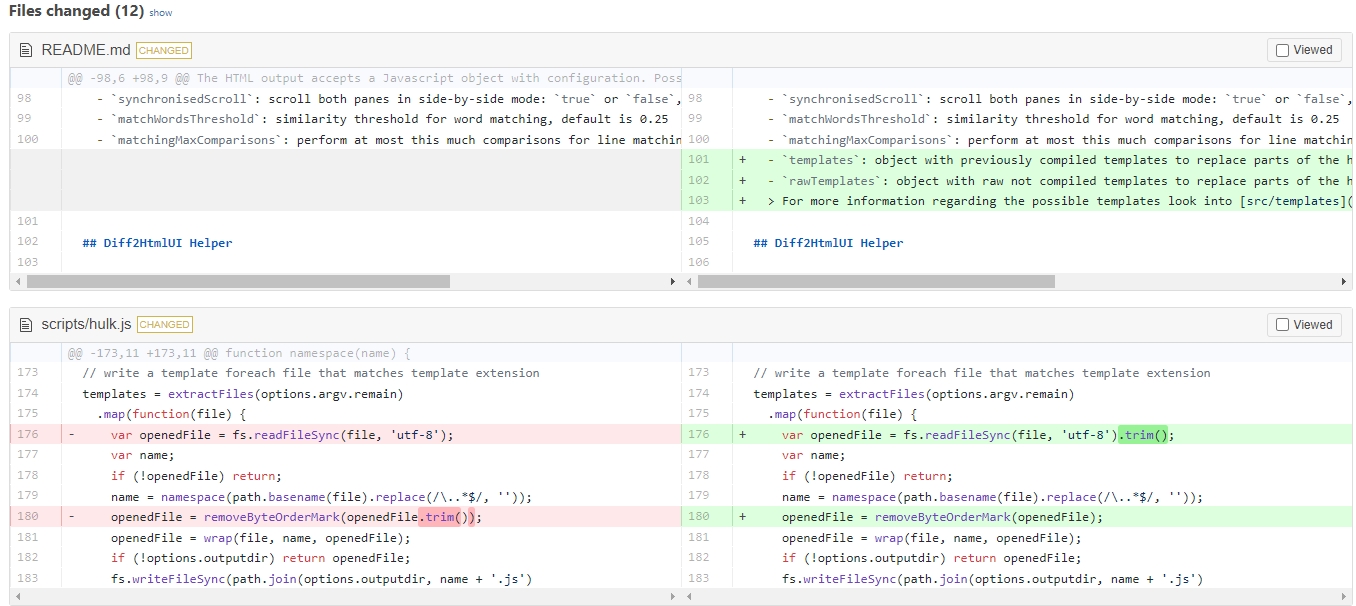 Files changed (12) show
README.md CHANGED Viewed
@@ -98,6 +98,9 @@ The HTML output accepts a Javascript object with configuration. Poss
98 - `synchronisedScroll`: scroll both panes in side-by-side mode: `true` or `false`, 98 - `synchronisedScroll`: scroll both panes in side-by-side mode: `true` or `false`,
99 - `matchWordsThreshold`: similarity threshold for word matching, default is 0.25 99 - `matchWordsThreshold`: similarity threshold for word matching, default is 0.25
100 - `matchingMaxComparisons`: perform at most this much comparisons for line matchin 100 - `matchingMaxComparisons`: perform at most this much comparisons for line matchin
101 + - `templates`: object with previously compiled templates to replace parts of the h
102 + - `rawTemplates`: object with raw not compiled templates to replace parts of the h
103 + > For more information regarding the possible templates look into [src/templates](
101 104
102 ## Diff2HtmlUI Helper 105 ## Diff2HtmlUI Helper
103 106
scripts/hulk.js CHANGED Viewed
@@ -173,11 +173,11 @@ function namespace(name) {
173 // write a template foreach file that matches template extension 173 // write a template foreach file that matches template extension
174 templates = extractFiles(options.argv.remain) 174 templates = extractFiles(options.argv.remain)
175 .map(function(file) { 175 .map(function(file) {
176 - var openedFile = fs.readFileSync(file, 'utf-8'); 176 + var openedFile = fs.readFileSync(file, 'utf-8').trim();
177 var name; 177 var name;
178 if (!openedFile) return; 178 if (!openedFile) return;
179 name = namespace(path.basename(file).replace(/\..*$/, '')); 179 name = namespace(path.basename(file).replace(/\..*$/, ''));
180 - openedFile = removeByteOrderMark(openedFile.trim()); 180 + openedFile = removeByteOrderMark(openedFile);
181 openedFile = wrap(file, name, openedFile); 181 openedFile = wrap(file, name, openedFile);
182 if (!options.outputdir) return openedFile; 182 if (!options.outputdir) return openedFile;
183 fs.writeFileSync(path.join(options.outputdir, name + '.js') 183 fs.writeFileSync(path.join(options.outputdir, name + '.js')